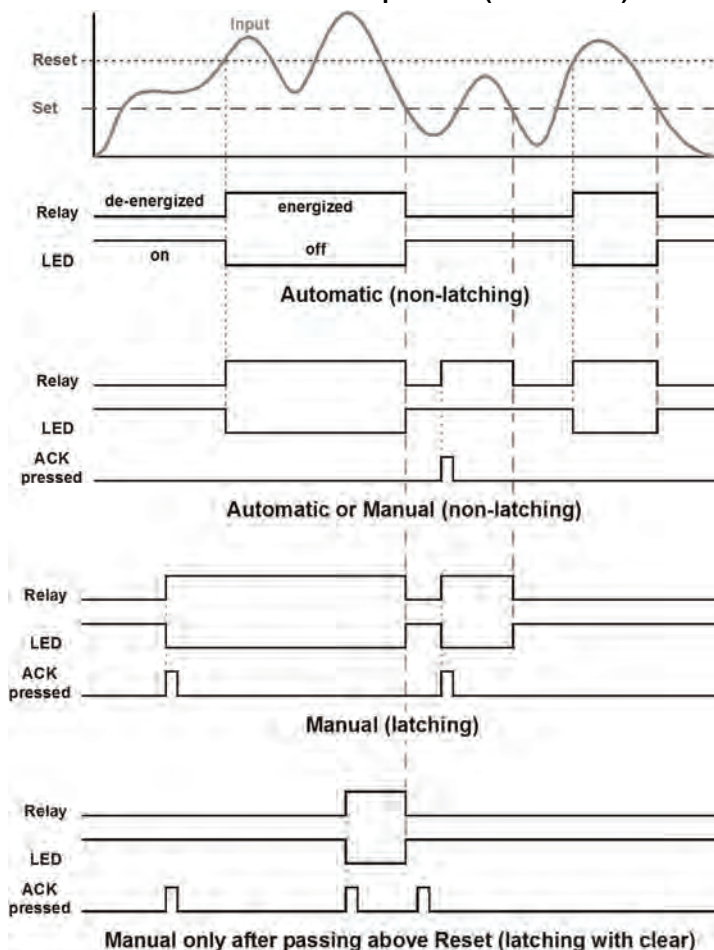 Input
Reset
Set
Relay de-energized energized
LED on off
Automatic (non-latching)
Relay
LED
ACK
pressed
Automatic or Manual (non-latching)
Relay
LED
ACK
pressed
Manual (latching)
Relay
LED
ACK
pressed
Manual only after passing above Reset (latching with clear)